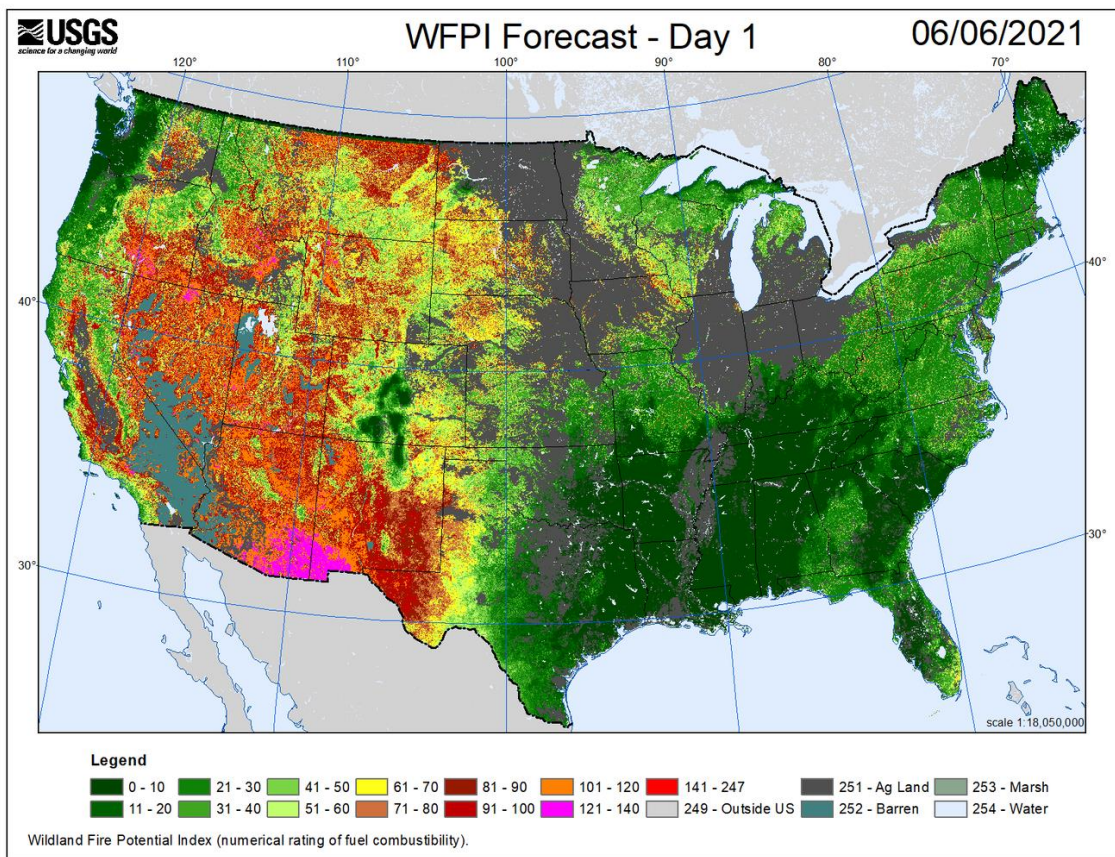 USGS
science for a changing world
WFPI Forecast - Day 1
06/06/2021
120°
110°
100°
90°
80°
70°
40°
40°
30°
30°
scale 1:18,050,000
Legend
0 - 10
21 - 30
41 - 50
61 - 70
81 - 90
101 - 120
141 - 247
251 - Ag Land
253 - Marsh
11 - 20
31 - 40
51 - 60
71 - 80
91 - 100
121 - 140
249 - Outside US
252 - Barren
254 - Water
Wildland Fire Potential Index (numerical rating of fuel combustibility).